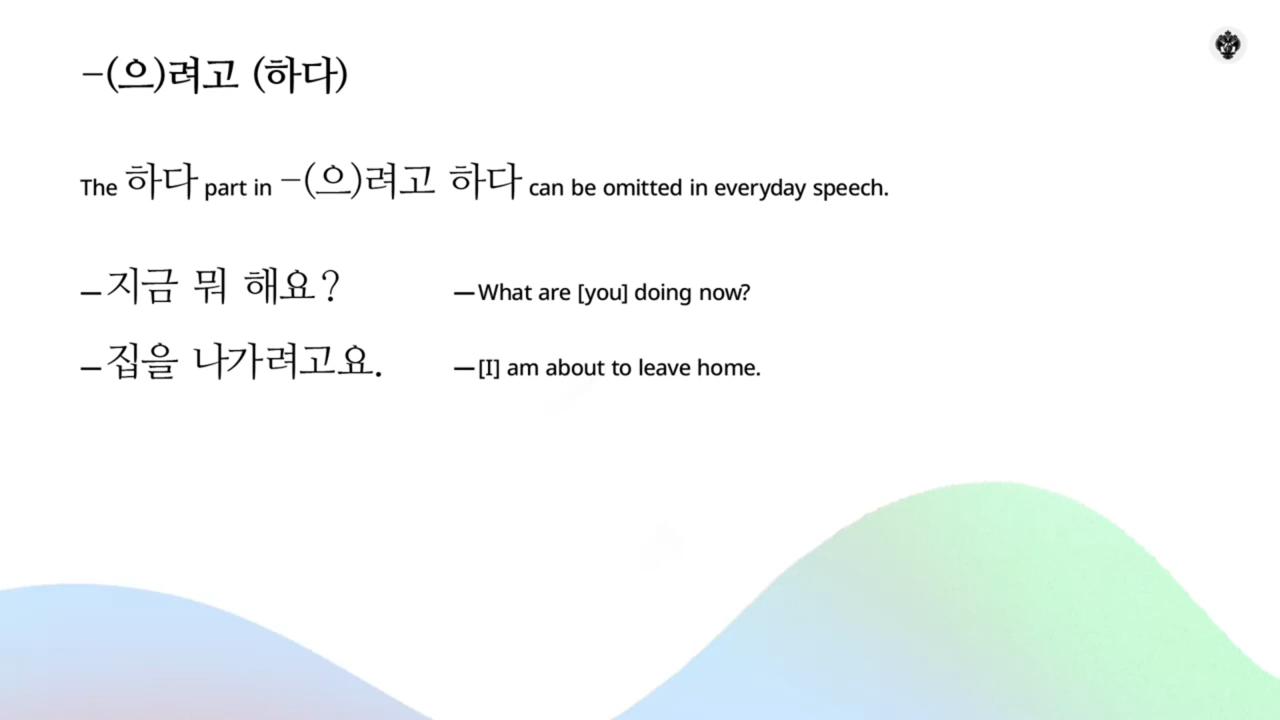 -(으)려고 (하다)
The 하다 part in -(으)려고 하다 can be omitted in everyday speech.
—지금 뭐 해요? —What are [you] doing now?
—집을 나가려고요. —[I] am about to leave home.